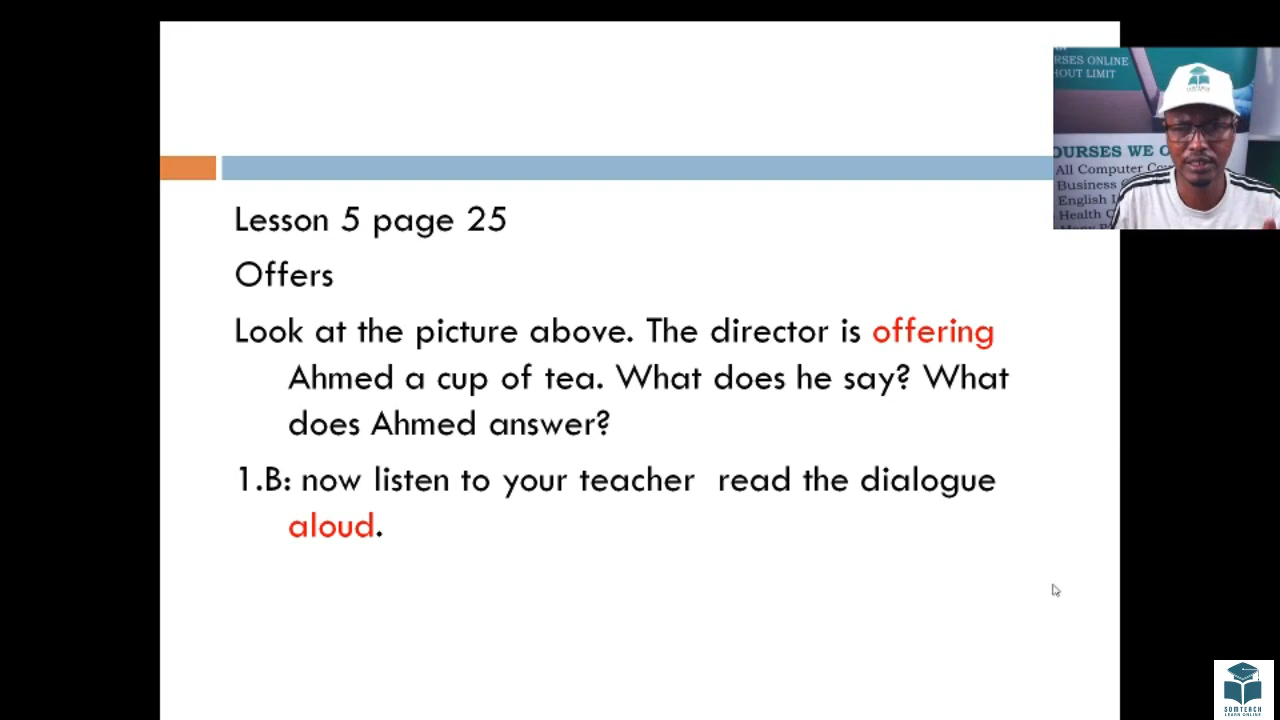 RSES ONLINE
HOUT LIMIT
OURSES WE O
All Computer Cou
Business
English
Health C
Lesson 5 page 25
Offers
Look at the picture above. The director is offering
Ahmed a cup of tea. What does he say? What
does Ahmed answer?
1.B: now listen to your teacher read the dialogue
aloud.
SOMTEACH
LEARN ONLINE